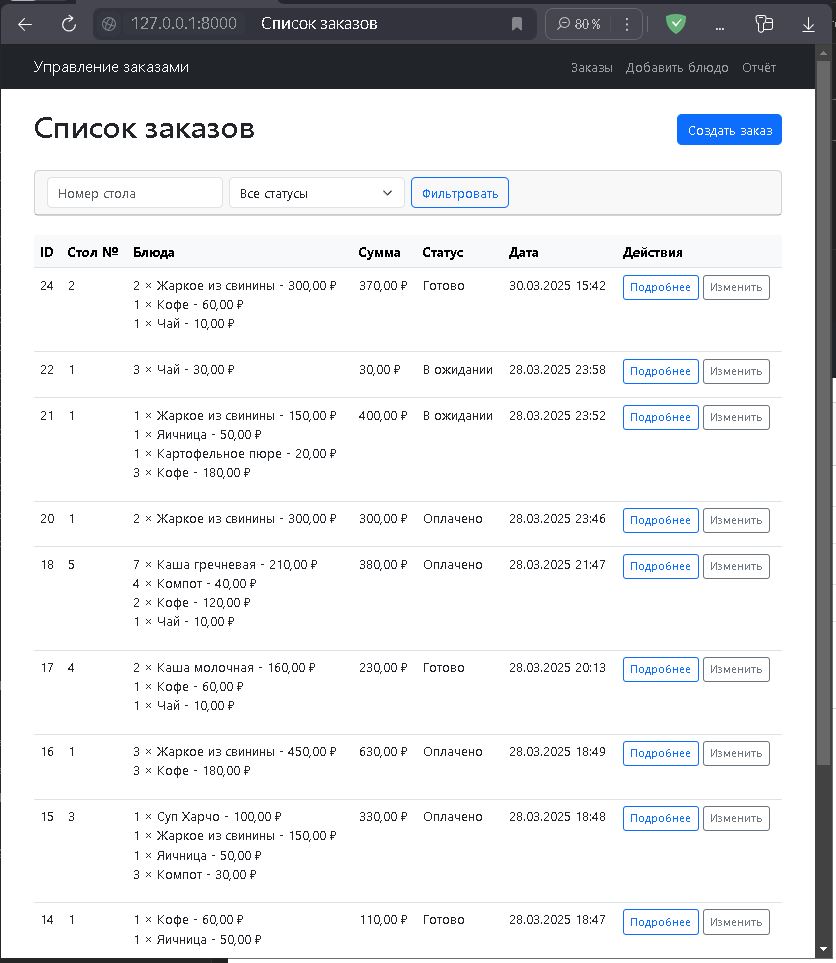 127.0.0.1:8000 Список заказов 80 % ...
Управление заказами Заказы Добавить блюдо Отчёт
Список заказов Создать заказ
Номер стола Все статусы Фильтровать
ID Стол № Блюда Сумма Статус Дата Действия
24 2 2 × Жаркое из свинины - 300,00 ₽ 370,00 ₽ Готово 30.03.2025 15:42 Подробнее Изменить
1 × Кофе - 60,00 ₽
1 × Чай - 10,00 ₽
22 1 3 × Чай - 30,00 ₽ 30,00 ₽ В ожидании 28.03.2025 23:58 Подробнее Изменить
21 1 1 × Жаркое из свинины - 150,00 ₽ 400,00 ₽ В ожидании 28.03.2025 23:52 Подробнее Изменить
1 × Яичница - 50,00 ₽
1 × Картофельное пюре - 20,00 ₽
3 × Кофе - 180,00 ₽
20 1 2 × Жаркое из свинины - 300,00 ₽ 300,00 ₽ Оплачено 28.03.2025 23:46 Подробнее Изменить
18 5 7 × Каша гречневая - 210,00 ₽ 380,00 ₽ Оплачено 28.03.2025 21:47 Подробнее Изменить
4 × Компот - 40,00 ₽
2 × Кофе - 120,00 ₽
1 × Чай - 10,00 ₽
17 4 2 × Каша молочная - 160,00 ₽ 230,00 ₽ Готово 28.03.2025 20:13 Подробнее Изменить
1 × Кофе - 60,00 ₽
1 × Чай - 10,00 ₽
16 1 3 × Жаркое из свинины - 450,00 ₽ 630,00 ₽ Оплачено 28.03.2025 18:49 Подробнее Изменить
3 × Кофе - 180,00 ₽
15 3 1 × Суп Харчо - 100,00 ₽ 330,00 ₽ Оплачено 28.03.2025 18:48 Подробнее Изменить
1 × Жаркое из свинины - 150,00 ₽
1 × Яичница - 50,00 ₽
3 × Компот - 30,00 ₽
14 1 1 × Кофе - 60,00 ₽ 110,00 ₽ Готово 28.03.2025 18:47 Подробнее Изменить
1 × Яичница - 50,00 ₽